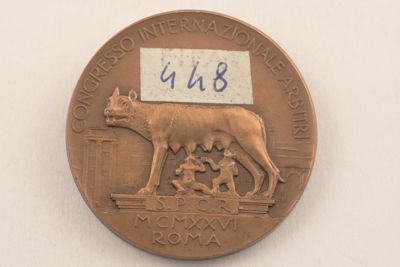 CONGRESSO INTERNAZIONALE ARBITRI
448
S.P.Q.R
MCMXXVI
ROMA